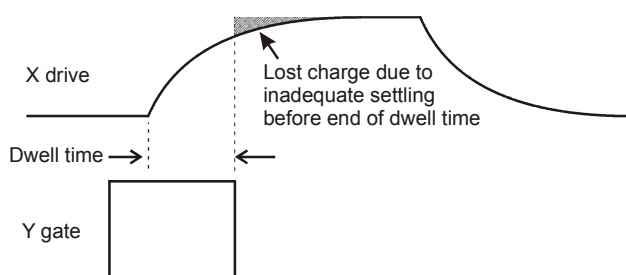 X drive
Lost charge due to
inadequate settling
before end of dwell time
Dwell time
Y gate